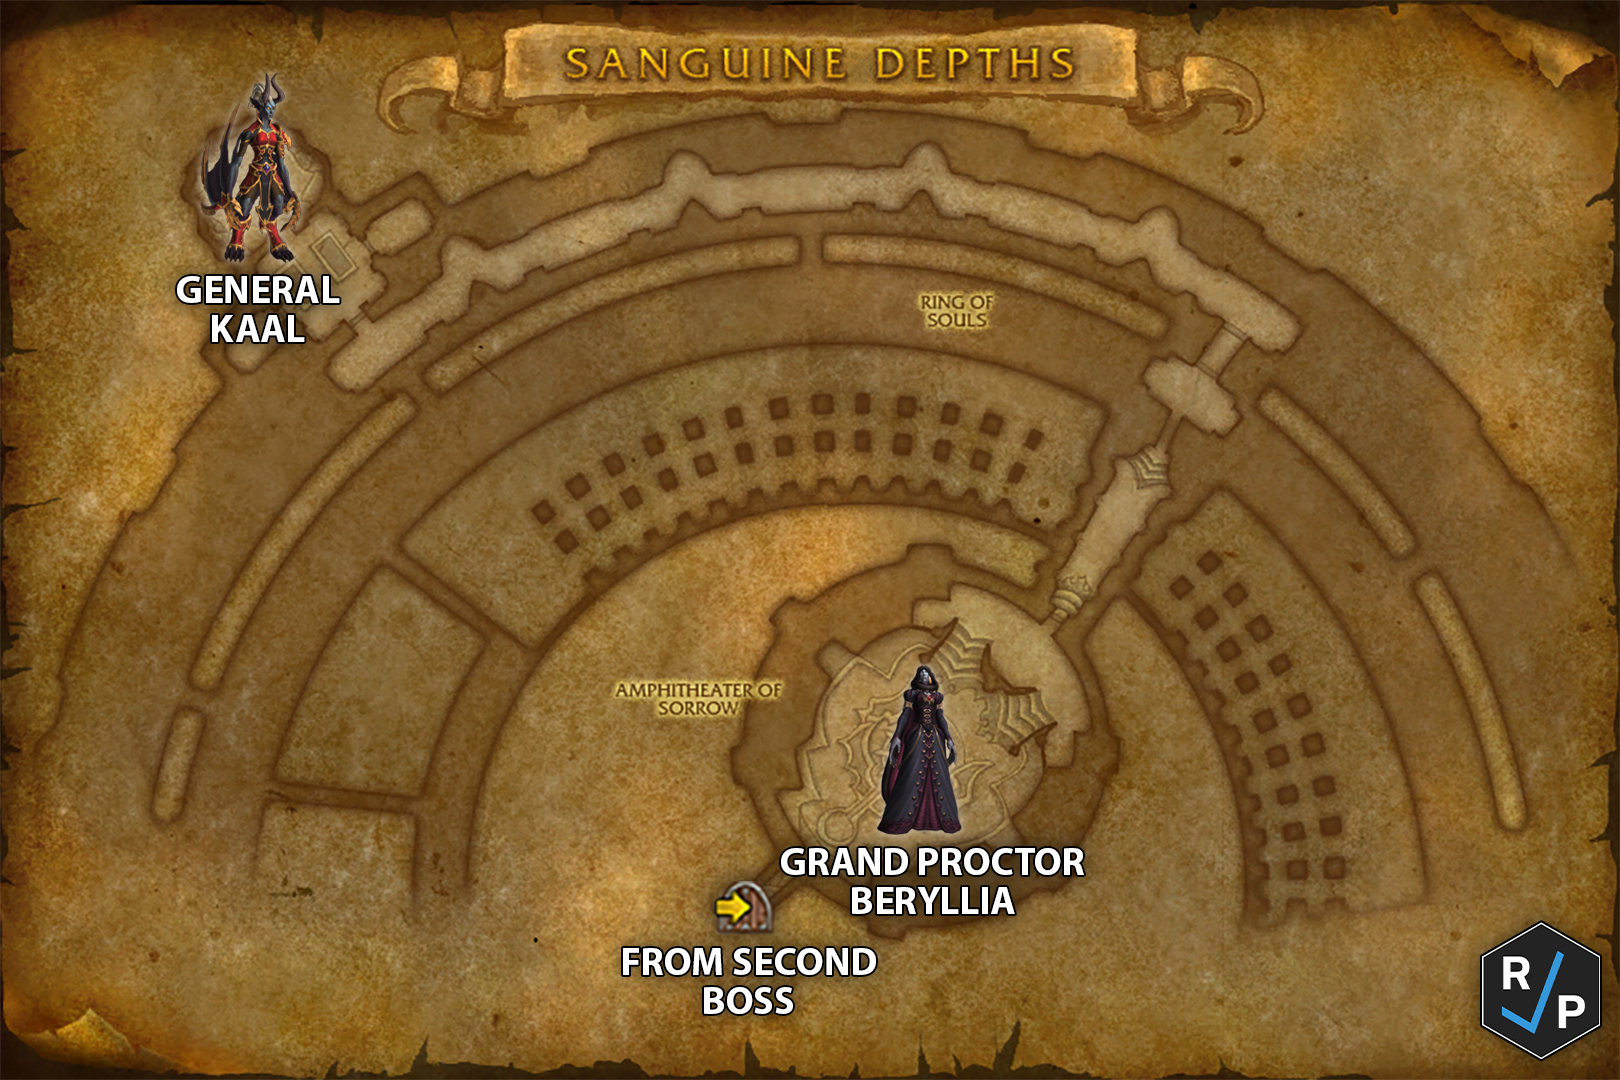 SANGUINE DEPTHS
GENERAL
KAAL
RING OF
SOULS
AMPHITHEATER OF
SORROW
GRAND PROCTOR
BERYLLIA
FROM SECOND
BOSS
R
P